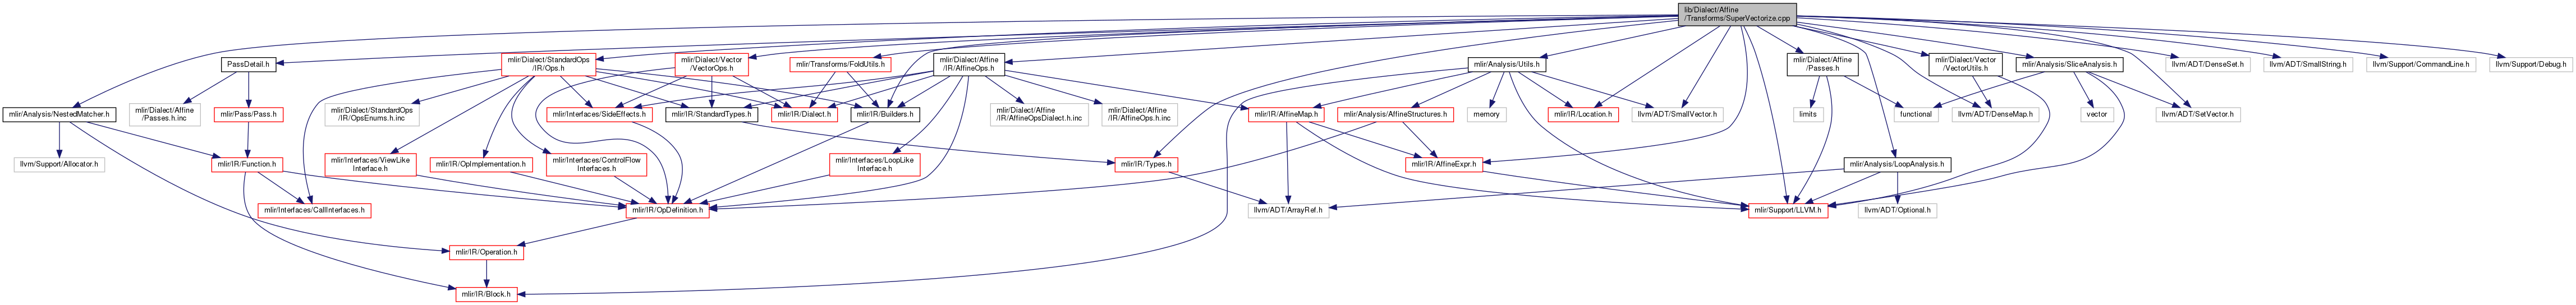 lib/Dialect/Affine
/Transforms/SuperVectorize.cpp
PassDetail.h
mlir/Dialect/StandardOps
/IR/Ops.h
mlir/Dialect/Vector
/VectorOps.h
mlir/Transforms/FoldUtils.h
mlir/Dialect/Affine
/IR/AffineOps.h
mlir/Analysis/Utils.h
mlir/Dialect/Affine
/Passes.h
mlir/Dialect/Vector
/VectorUtils.h
mlir/Analysis/SliceAnalysis.h
llvm/ADT/DenseSet.h
llvm/ADT/SmallString.h
llvm/Support/CommandLine.h
llvm/Support/Debug.h
mlir/Analysis/NestedMatcher.h
mlir/Dialect/Affine
/Passes.h.inc
mlir/Pass/Pass.h
mlir/Dialect/StandardOps
/IR/OpsEnums.h.inc
mlir/Interfaces/SideEffects.h
mlir/IR/StandardTypes.h
mlir/IR/Dialect.h
mlir/IR/Builders.h
mlir/Dialect/Affine
/IR/AffineOpsDialect.h.inc
mlir/Dialect/Affine
/IR/AffineOps.h.inc
mlir/IR/AffineMap.h
mlir/Analysis/AffineStructures.h
memory
mlir/IR/Location.h
llvm/ADT/SmallVector.h
limits
functional
llvm/ADT/DenseMap.h
vector
llvm/ADT/SetVector.h
llvm/Support/Allocator.h
mlir/IR/Function.h
mlir/Interfaces/ViewLike
Interface.h
mlir/IR/OpImplementation.h
mlir/Interfaces/ControlFlow
Interfaces.h
mlir/Interfaces/LoopLike
Interface.h
mlir/IR/Types.h
mlir/IR/AffineExpr.h
mlir/Analysis/LoopAnalysis.h
mlir/Interfaces/CallInterfaces.h
mlir/IR/OpDefinition.h
llvm/ADT/ArrayRef.h
mlir/Support/LLVM.h
llvm/ADT/Optional.h
mlir/IR/Operation.h
mlir/IR/Block.h